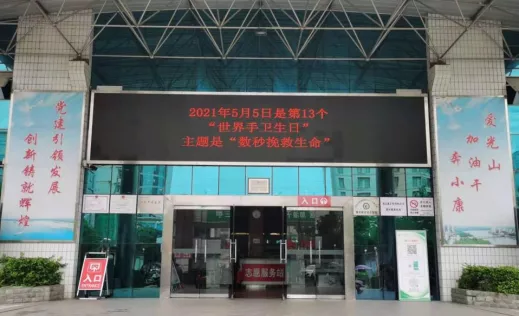 2021年5月5日是第13个
“世界手卫生日”
主题是“数秒挽救生命”
党建引领发展
创新铸就辉煌
爱光山
加油干
奔小康
入口
志愿服务站
入口